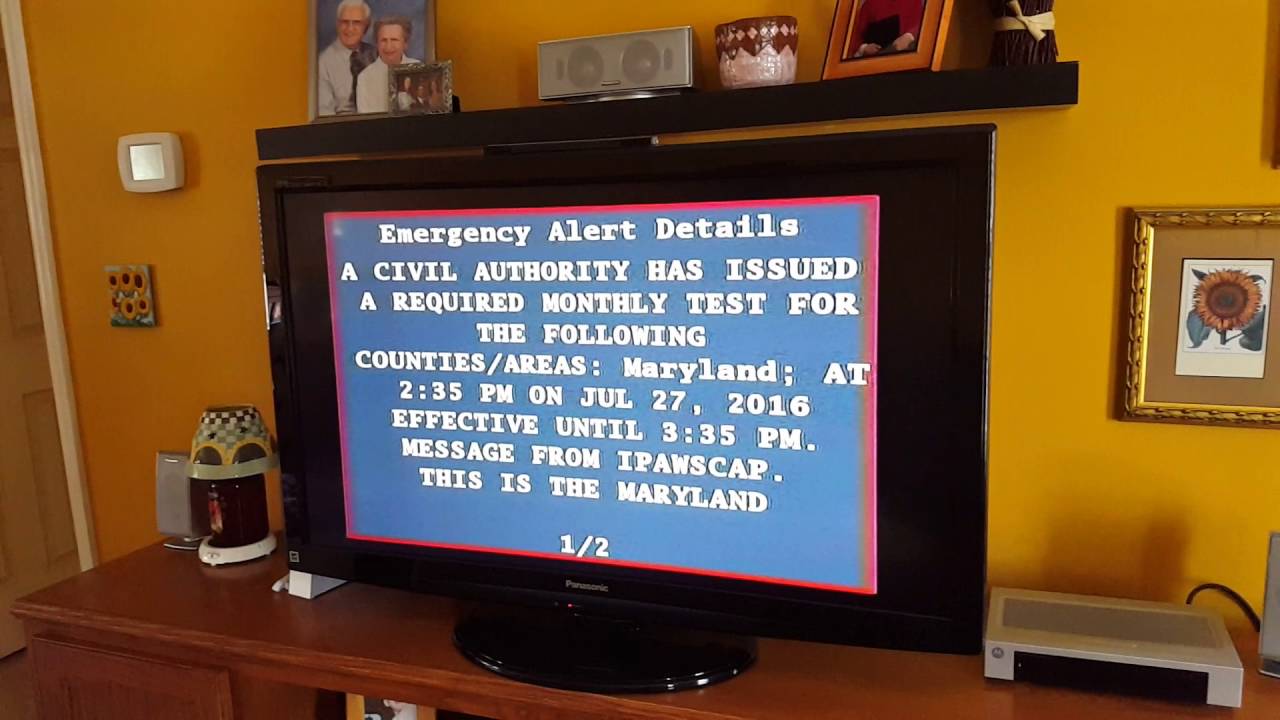 Emergency Alert Details
A CIVIL AUTHORITY HAS ISSUED
A REQUIRED MONTHLY TEST FOR
THE FOLLOWING
COUNTIES/AREAS: Maryland; AT
2:35 PM ON JUL 27, 2016
EFFECTIVE UNTIL 3:35 PM.
MESSAGE FROM IPAWSCAP.
THIS IS THE MARYLAND
1/2
Panasonic